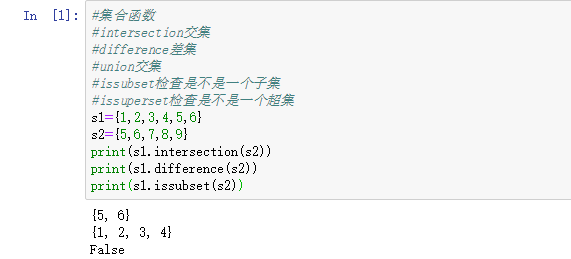 In [1]:
#集合函数
#intersection交集
#difference差集
#union交集
#issubset检查是不是一个子集
#issuperset检查是不是一个超集
s1={1,2,3,4,5,6}
s2={5,6,7,8,9}
print(s1.intersection(s2))
print(s1.difference(s2))
print(s1.issubset(s2))
{5, 6}
{1, 2, 3, 4}
False